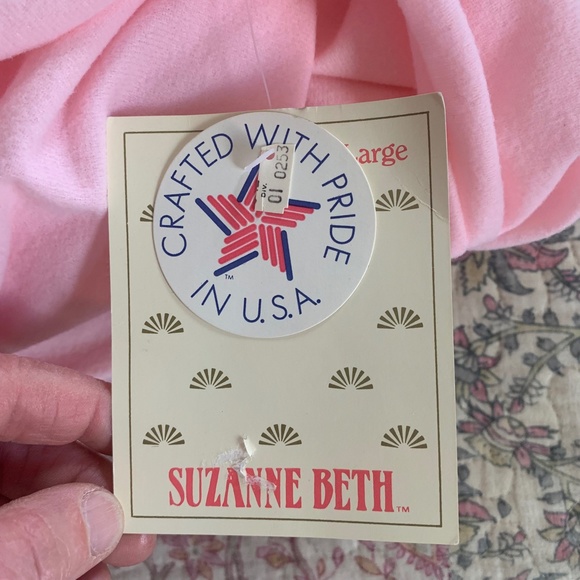 Large
CRAFTED WITH PRIDE
IN U.S.A.
TM
DIV.
01 0253
SUZANNE BETH TM